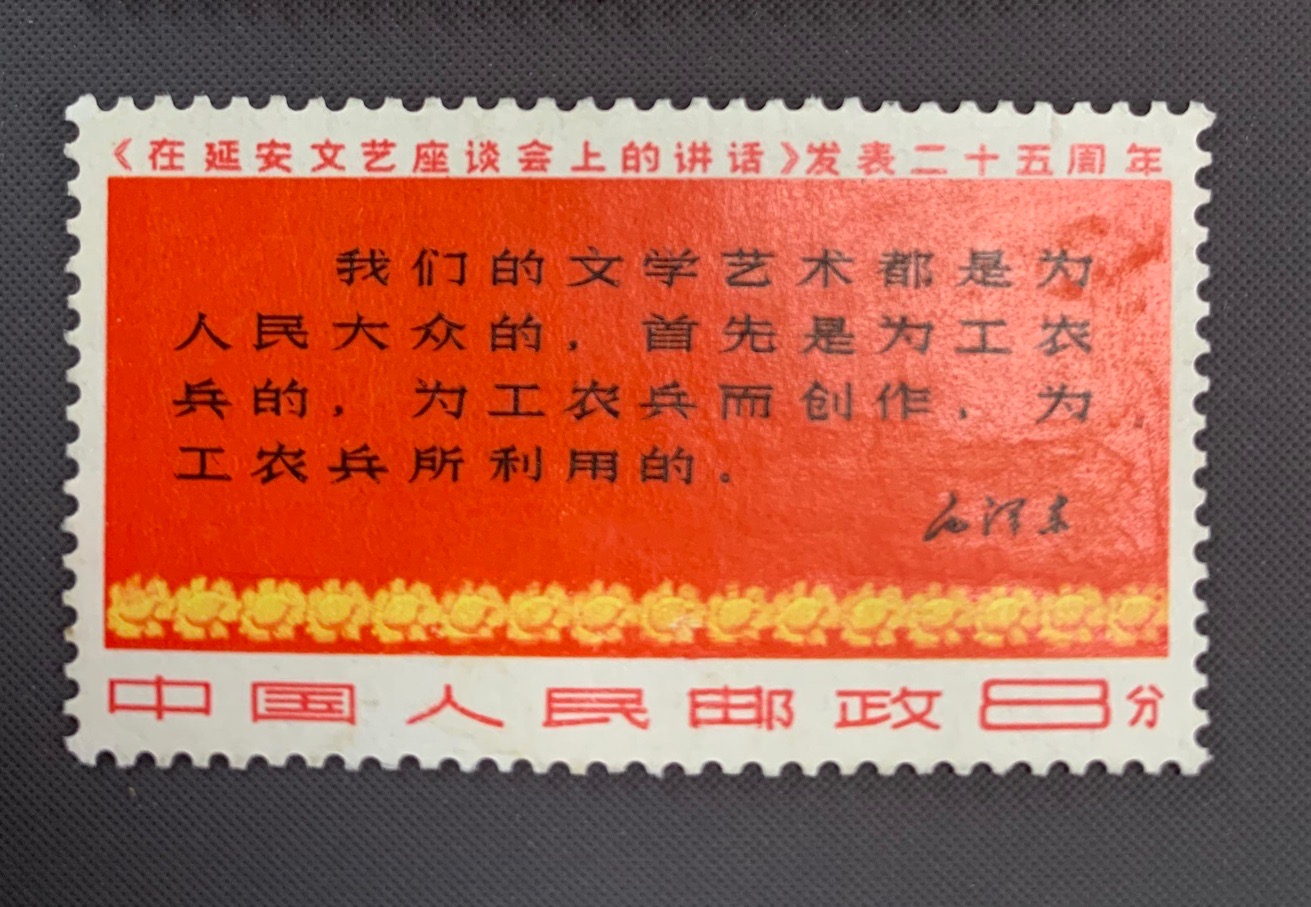 《在延安文艺座谈会上的讲话》发表二十五周年
我们的文学艺术都是为
人民大众的，首先是为工农
兵的，为工农兵而创作，为
工农兵所利用的。
毛泽东
中国人民邮政8分